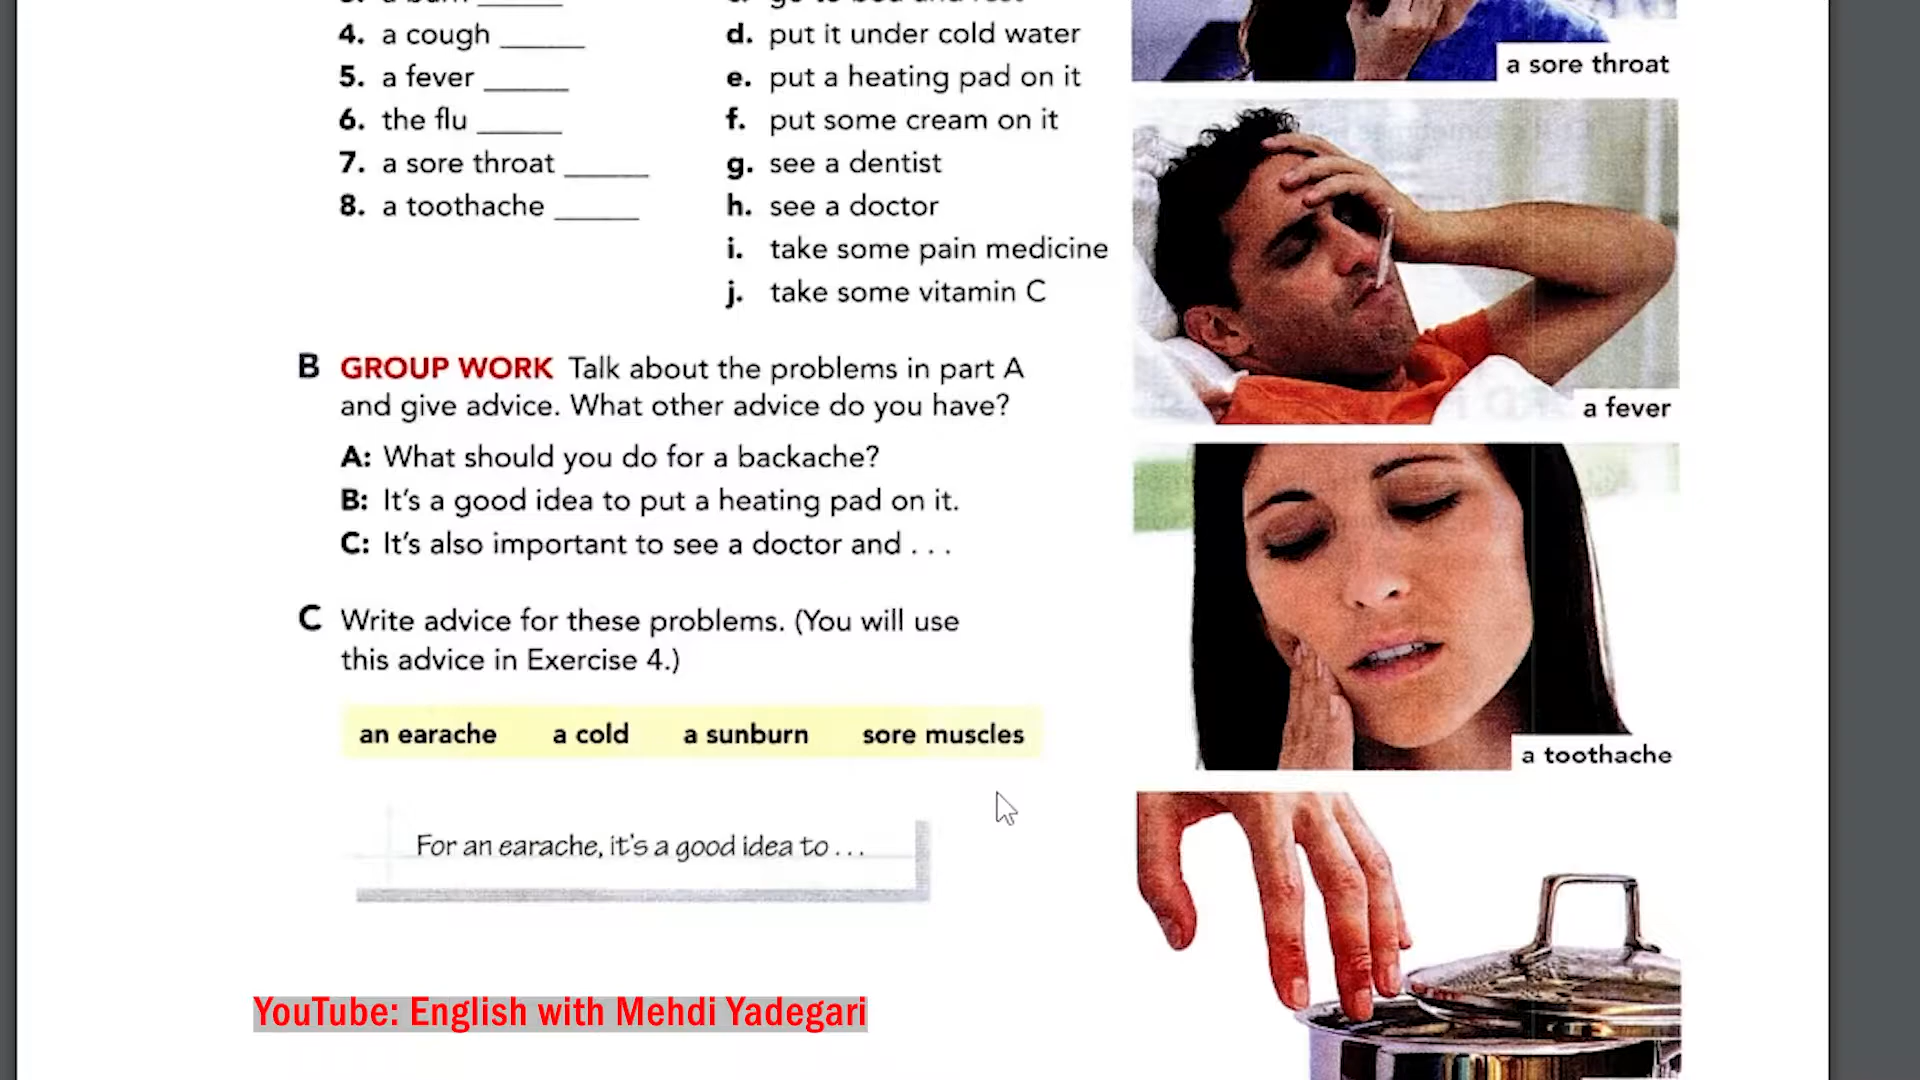 4. a cough ______
5. a fever ______
6. the flu ______
7. a sore throat ______
8. a toothache ______
d. put it under cold water
e. put a heating pad on it
f. put some cream on it
g. see a dentist
h. see a doctor
i. take some pain medicine
j. take some vitamin C
B GROUP WORK Talk about the problems in part A
and give advice. What other advice do you have?
A: What should you do for a backache?
B: It's a good idea to put a heating pad on it.
C: It's also important to see a doctor and . . .
C Write advice for these problems. (You will use
this advice in Exercise 4.)
an earache a cold a sunburn sore muscles
For an earache, it's a good idea to . . .
a sore throat
a fever
a toothache
YouTube: English with Mehdi Yadegari